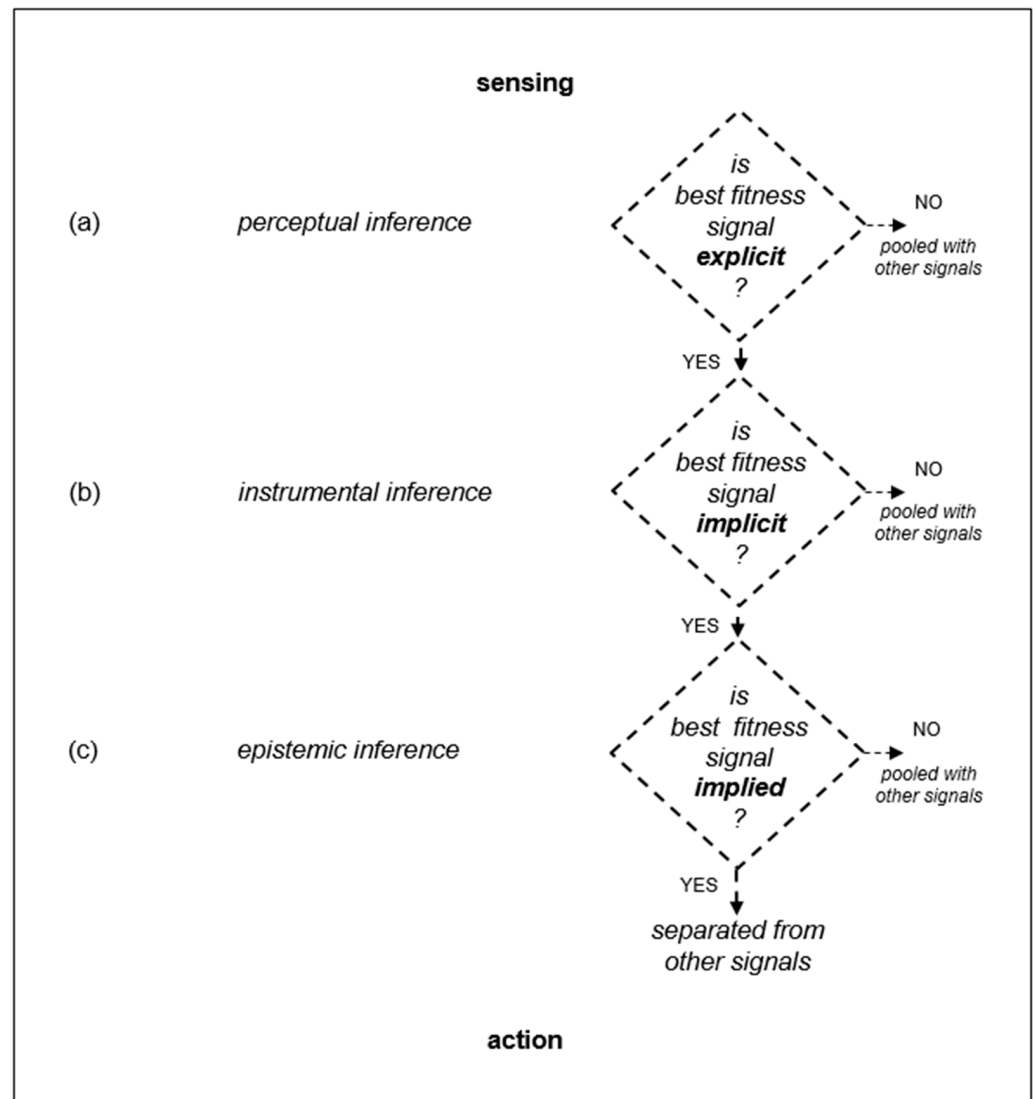 sensing
(a)
perceptual inference
is
best fitness
signal
explicit
?
NO
pooled with
other signals
YES
(b)
instrumental inference
is
best fitness
signal
implicit
?
NO
pooled with
other signals
YES
(c)
epistemic inference
is
best fitness
signal
implied
?
NO
pooled with
other signals
YES
separated from
other signals
action